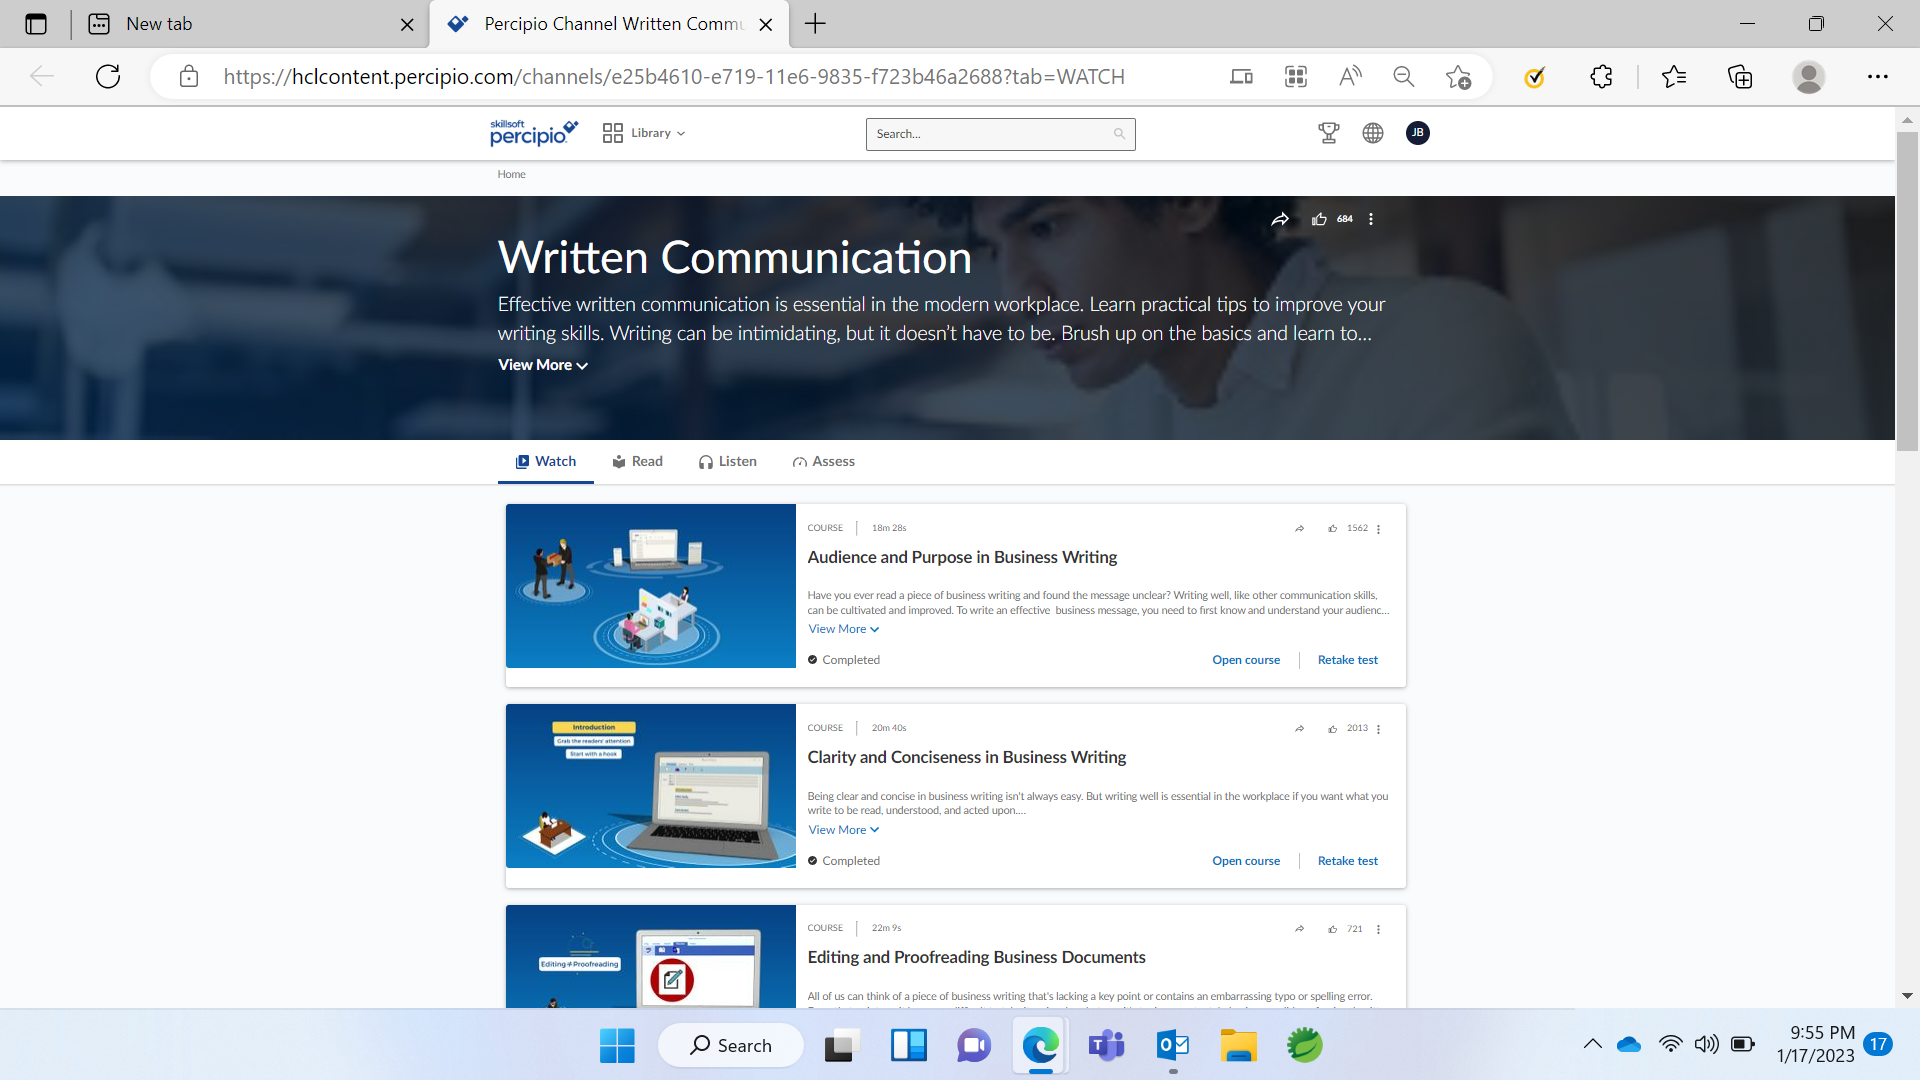 New tab
Percipio Channel Written Commu
https://hclcontent.percipio.com/channels/e25b4610-e719-11e6-9835-f723b46a2688?tab=WATCH
skillsoft
percipio
Library
Search...
JB
Home
684
Written Communication
Effective written communication is essential in the modern workplace. Learn practical tips to improve your
writing skills. Writing can be intimidating, but it doesn't have to be. Brush up on the basics and learn to...
View More
Watch
Read
Listen
Assess
COURSE
18m 28s
1562
Audience and Purpose in Business Writing
Have you ever read a piece of business writing and found the message unclear? Writing well, like other communication skills,
can be cultivated and improved. To write an effective business message, you need to first know and understand your audienc...
View More
Completed
Open course
Retake test
Introduction
Grab the readers' attention
Start with a hook
COURSE
20m 40s
2013
Clarity and Conciseness in Business Writing
Being clear and concise in business writing isn't always easy. But writing well is essential in the workplace if you want what you
write to be read, understood, and acted upon....
View More
Completed
Open course
Retake test
Editing ≠ Proofreading
COURSE
22m 9s
721
Editing and Proofreading Business Documents
All of us can think of a piece of business writing that's lacking a key point or contains an embarrassing typo or spelling error.
Search
9:55 PM
1/17/2023
17